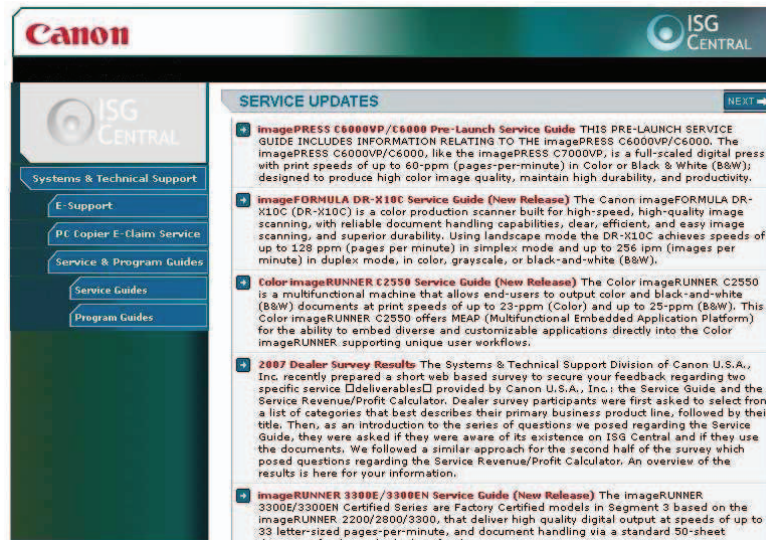 Canon
ISG
CENTRAL
ISG
CENTRAL
Systems & Technical Support
E-Support
PC Copier E-Claim Service
Service & Program Guides
Service Guides
Program Guides
SERVICE UPDATES
NEXT
imagePRESS C6000VP/C6000 Pre-Launch Service Guide THIS PRE-LAUNCH SERVICE
GUIDE INCLUDES INFORMATION RELATING TO THE imagePRESS C6000VP/C6000. The
imagePRESS C6000VP/C6000, like the imagePRESS C7000VP, is a full-scaled digital press
with print speeds of up to 60-ppm (pages-per-minute) in Color or Black & White (B&W);
designed to produce high color image quality, maintain high durability, and productivity.
imageFORMULA DR-X10C Service Guide (New Release) The Canon imageFORMULA DR-
X10C (DR-X10C) is a color production scanner built for high-speed, high-quality image
scanning, with reliable document handling capabilities, clear, efficient, and easy image
scanning, and superior durability. Using landscape mode the DR-X10C achieves speeds of
up to 128 ppm (pages per minute) in simplex mode and up to 256 ipm (images per
minute) in duplex mode, in color, grayscale, or black-and-white (B&W).
Color imageRUNNER C2550 Service Guide (New Release) The Color imageRUNNER C2550
is a multifunctional machine that allows end-users to output color and black-and-white
(B&W) documents at print speeds of up to 23-ppm (Color) and up to 25-ppm (B&W). This
Color imageRUNNER C2550 offers MEAP (Multifunctional Embedded Application Platform)
for the ability to embed diverse and customizable applications directly into the Color
imageRUNNER supporting unique user workflows.
2007 Dealer Survey Results The Systems & Technical Support Division of Canon U.S.A.,
Inc. recently prepared a short web based survey to secure your feedback regarding two
specific service □deliverables□ provided by Canon U.S.A., Inc.: the Service Guide and the
Service Revenue/Profit Calculator. Dealer survey participants were first asked to select from
a list of categories that best describes their primary business product line, followed by their
title. Then, as an introduction to the series of questions we posed regarding the Service
Guide, they were asked if they were aware of its existence on ISG Central and if they use
the documents. We followed a similar approach for the second half of the survey which
posed questions regarding the Service Revenue/Profit Calculator. An overview of the
results is here for your information.
imageRUNNER 3300E/3300EN Service Guide (New Release) The imageRUNNER
3300E/3300EN Certified Series are Factory Certified models in Segment 3 based on the
imageRUNNER 2200/2800/3300, that deliver high quality digital output at speeds of up to
33 letter-sized pages-per-minute, and document handling via a standard 50-sheet